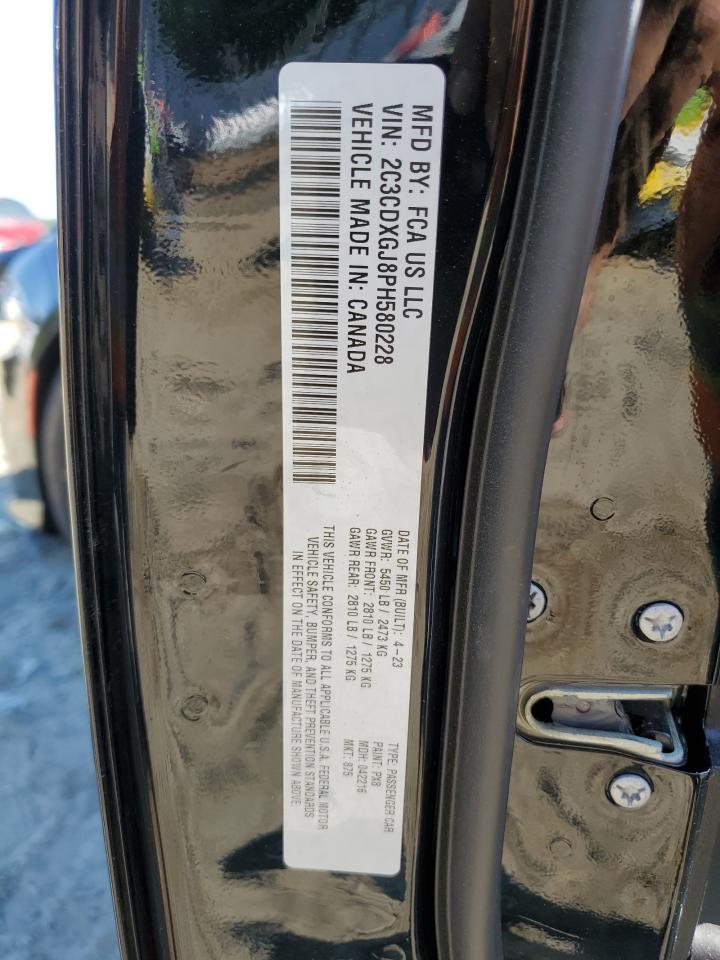 MFD BY: FCA US LLC
VIN: 2C3CDXGJ8PH580228
VEHICLE MADE IN: CANADA
DATE OF MFR (BUILT): 4-23
GVWR: 5450 LB / 2473 KG
GAWR FRONT: 2810 LB / 1275 KG
GAWR REAR: 2810 LB / 1275 KG
TYPE: PASSENGER CAR
PAINT: PX8
MDH: 042216
MKT: 875
THIS VEHICLE CONFORMS TO ALL APPLICABLE U.S.A. FEDERAL MOTOR
VEHICLE SAFETY, BUMPER, AND THEFT PREVENTION STANDARDS
IN EFFECT ON THE DATE OF MANUFACTURE SHOWN ABOVE.